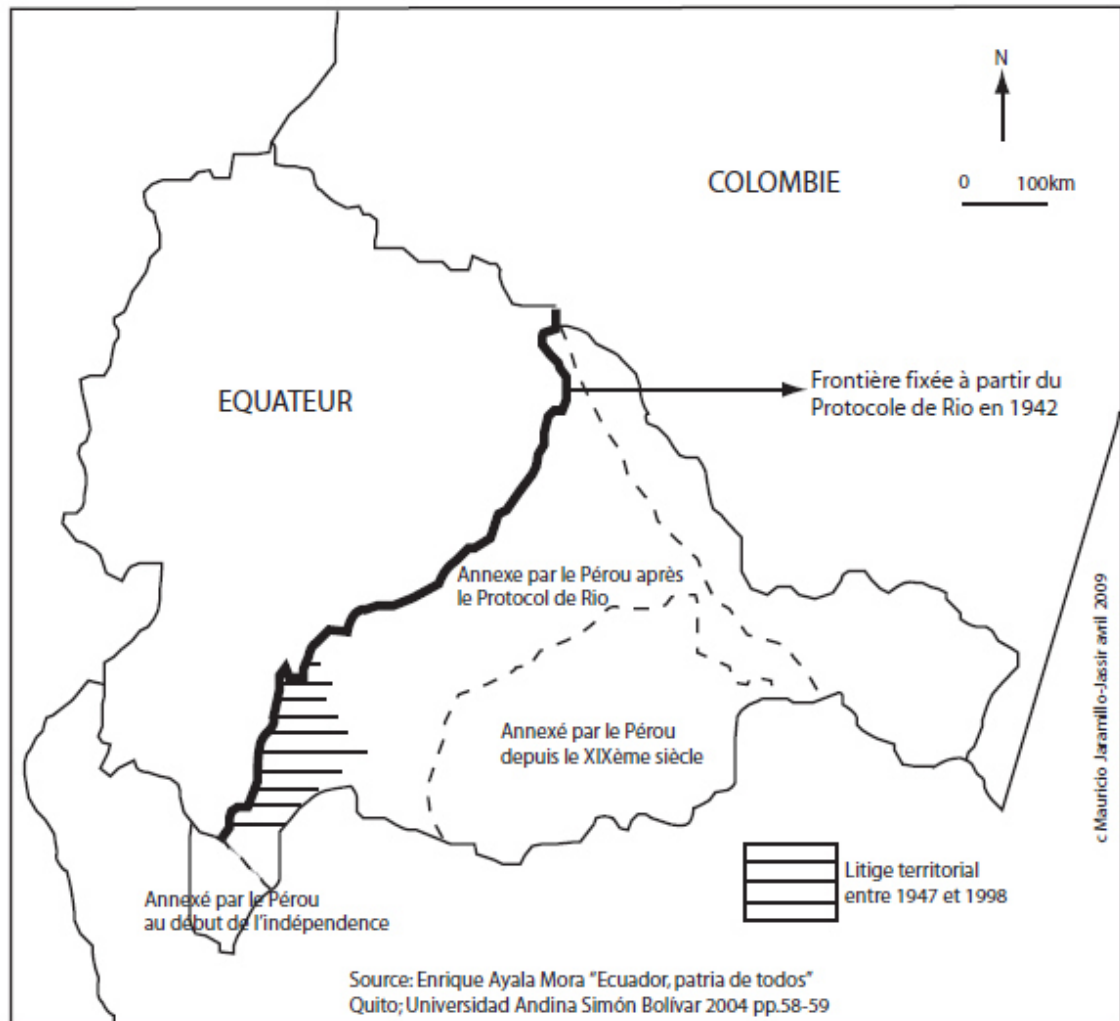 N
COLOMBIE
0 100km
EQUATEUR
Frontière fixée à partir du
Protocole de Rio en 1942
Annexe par le Pérou après
le Protocol de Rio
Annexé par le Pérou
depuis le XIXème siècle
Litige territorial
entre 1947 et 1998
Annexé par le Pérou
au début de l'indépendence
c Mauricio Jaramillo-Jassir avril 2009
Source: Enrique Ayala Mora "Ecuador, patria de todos"
Quito; Universidad Andina Simón Bolívar 2004 pp.58-59